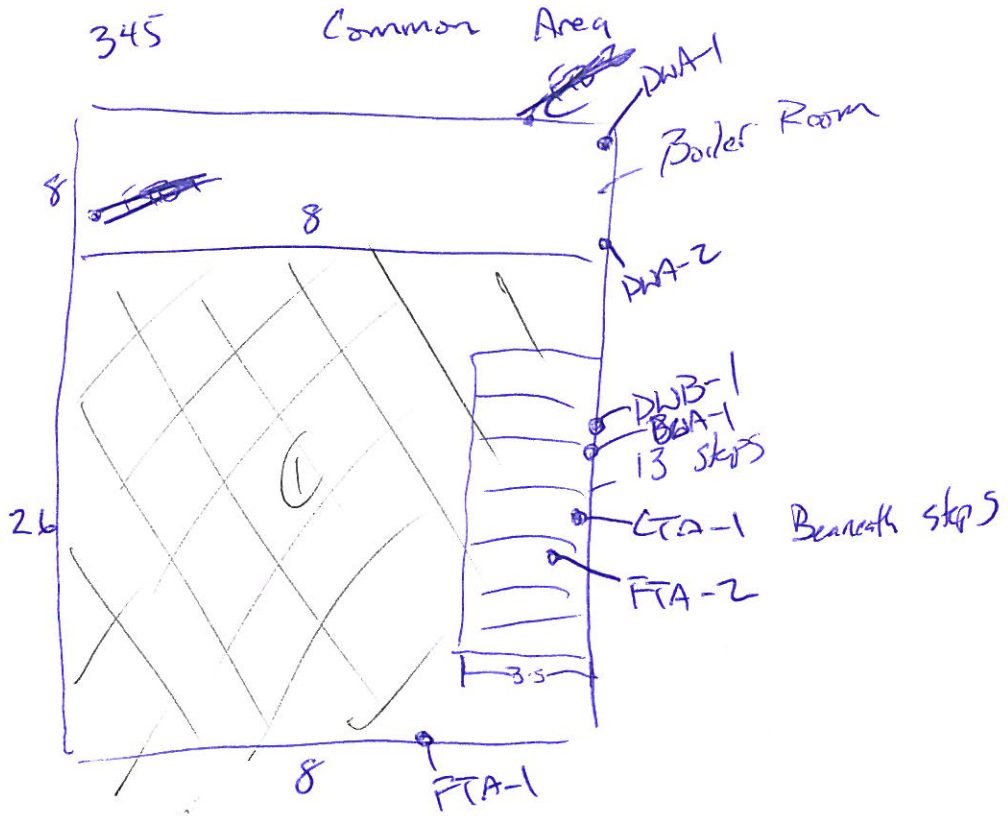 345 Common Area
DWA-1
Boiler Room
8
8
DWA-2
DWB-1
BWA-1
13 steps
①
26
CTA-1 Beaneath steps
FTA-2
3.5
8
FTA-1